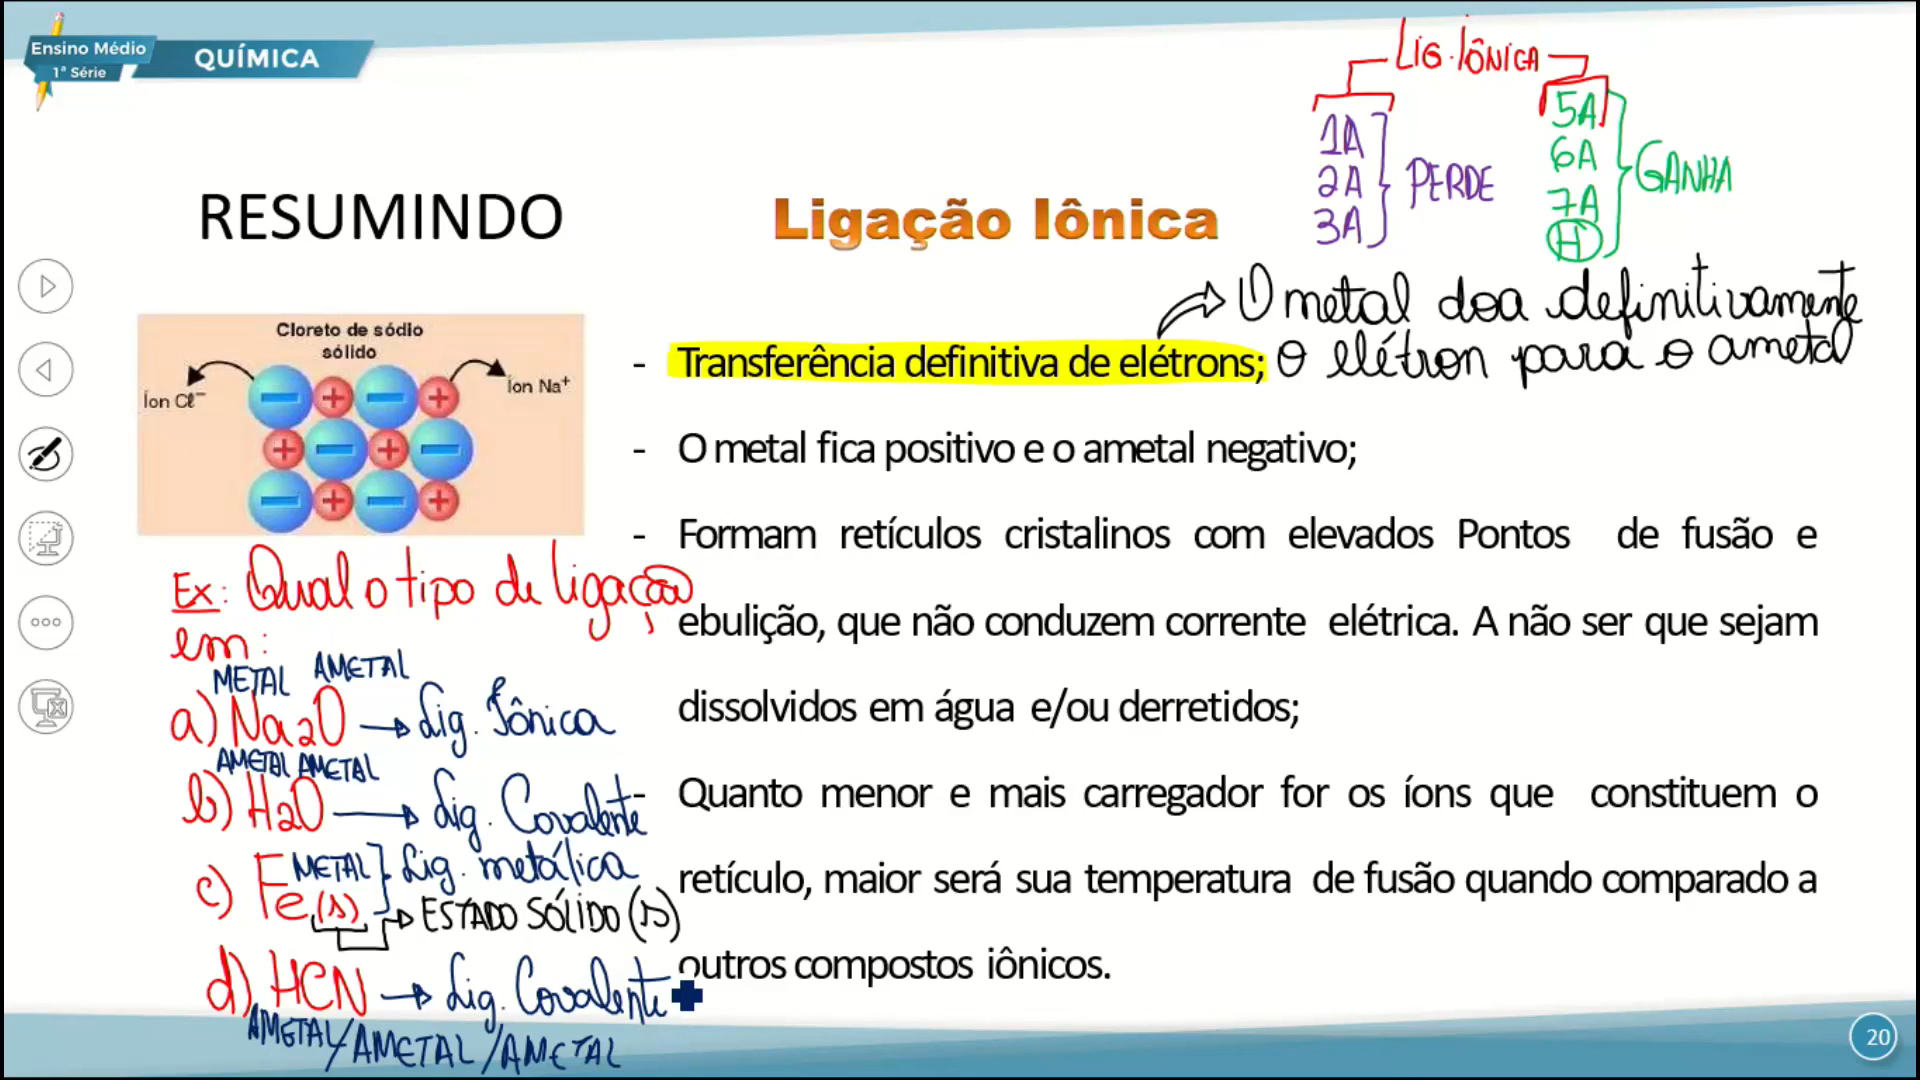 Ensino Médio
1ª Série
QUÍMICA
LIG. IÔNICA
1A
2A
3A
PERDE
5A
6A
7A
H
GANHA
RESUMINDO
Ligação Iônica
O metal doa definitivamente
o elétron para o ametal
Cloreto de sódio
sólido
Íon Cℓ⁻
Íon Na⁺
- Transferência definitiva de elétrons;
- O metal fica positivo e o ametal negativo;
- Formam retículos cristalinos com elevados Pontos de fusão e
ebulição, que não conduzem corrente elétrica. A não ser que sejam
dissolvidos em água e/ou derretidos;
- Quanto menor e mais carregador for os íons que constituem o
retículo, maior será sua temperatura de fusão quando comparado a
outros compostos iônicos.
Ex: Qual o tipo de ligação
em:
METAL AMETAL
a) Na2O → Lig. Iônica
AMETAL AMETAL
b) H2O → Lig. Covalente
c) Fe(s) METAL } Lig. metálica
→ ESTADO SÓLIDO (s)
d) HCN → Lig. Covalente
AMETAL/AMETAL/AMETAL
20